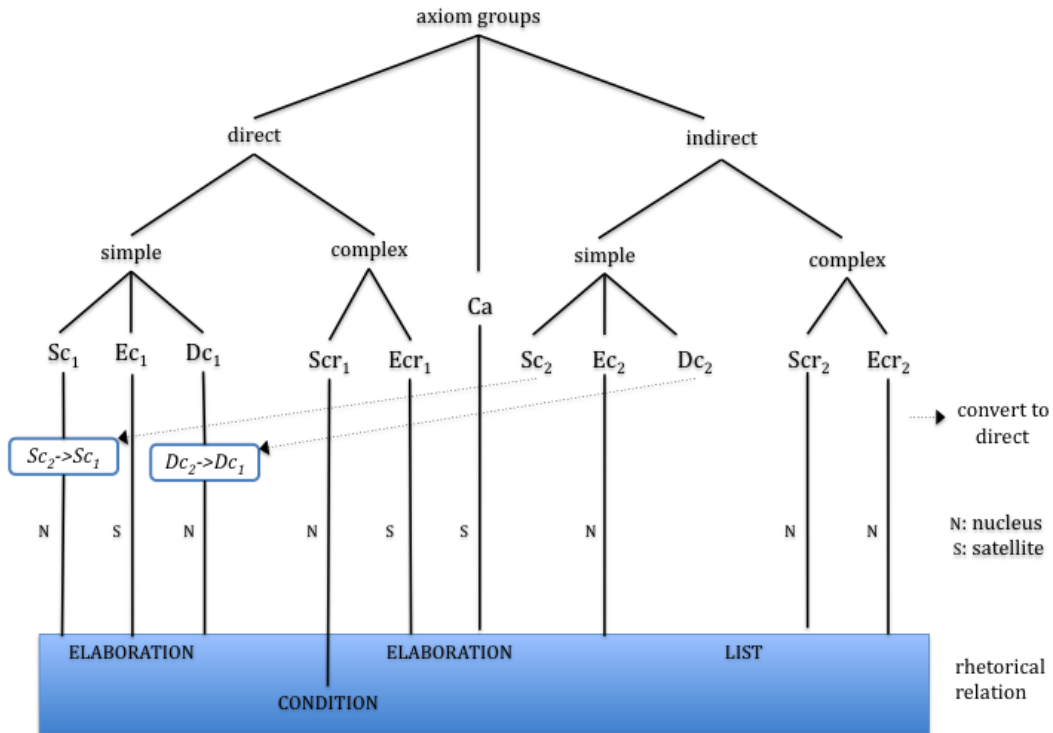 axiom groups
direct
indirect
simple
complex
simple
complex
Ca
Sc₁
Ec₁
Dc₁
Scr₁
Ecr₁
Sc₂
Ec₂
Dc₂
Scr₂
Ecr₂
convert to
direct
Sc₂->Sc₁
Dc₂->Dc₁
N
S
N
N
S
S
N
N
N
N: nucleus
S: satellite
ELABORATION
ELABORATION
LIST
CONDITION
rhetorical
relation